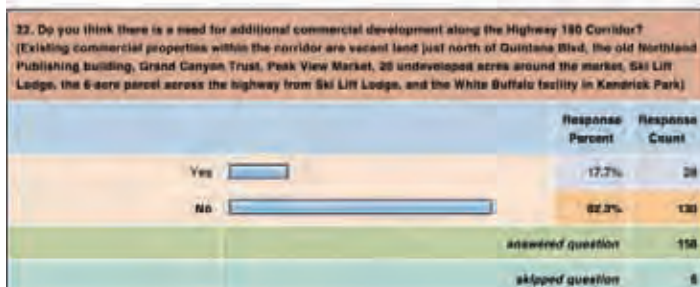 22. Do you think there is a need for additional commercial development along the Highway 180 Corridor?
(Existing commercial properties within the corridor are vacant land just north of Quintana Blvd, the old Northland
Publishing building, Grand Canyon Trust, Peak View Market, 20 undeveloped acres around the market, Ski Lift
Lodge, the 6-acre parcel across the highway from Ski Lift Lodge, and the White Buffalo facility in Kendrick Park)
Response Percent Response Count
Yes 17.7% 28
No 82.3% 130
answered question 158
skipped question 6